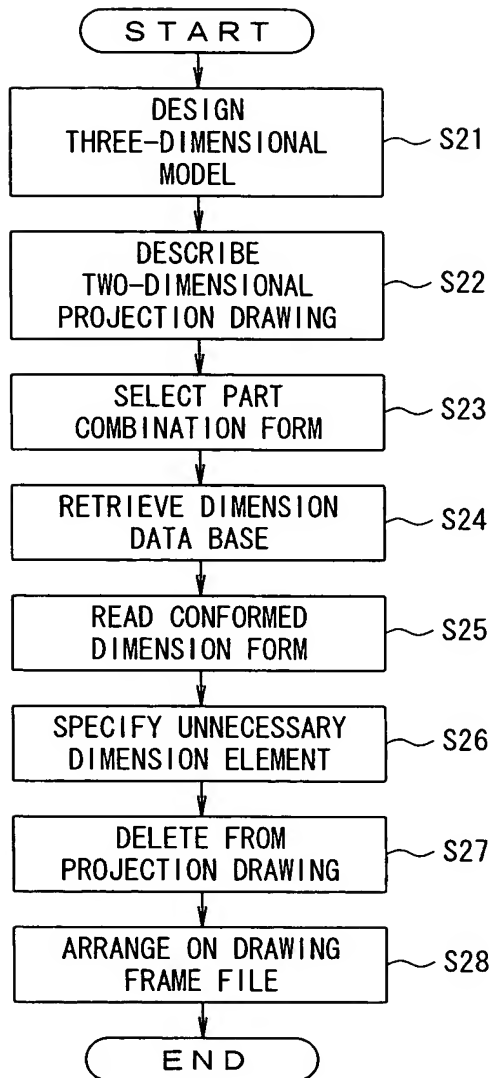 START
DESIGN
THREE-DIMENSIONAL
MODEL
S21
DESCRIBE
TWO-DIMENSIONAL
PROJECTION DRAWING
S22
SELECT PART
COMBINATION FORM
S23
RETRIEVE DIMENSION
DATA BASE
S24
READ CONFORMED
DIMENSION FORM
S25
SPECIFY UNNECESSARY
DIMENSION ELEMENT
S26
DELETE FROM
PROJECTION DRAWING
S27
ARRANGE ON DRAWING
FRAME FILE
S28
END